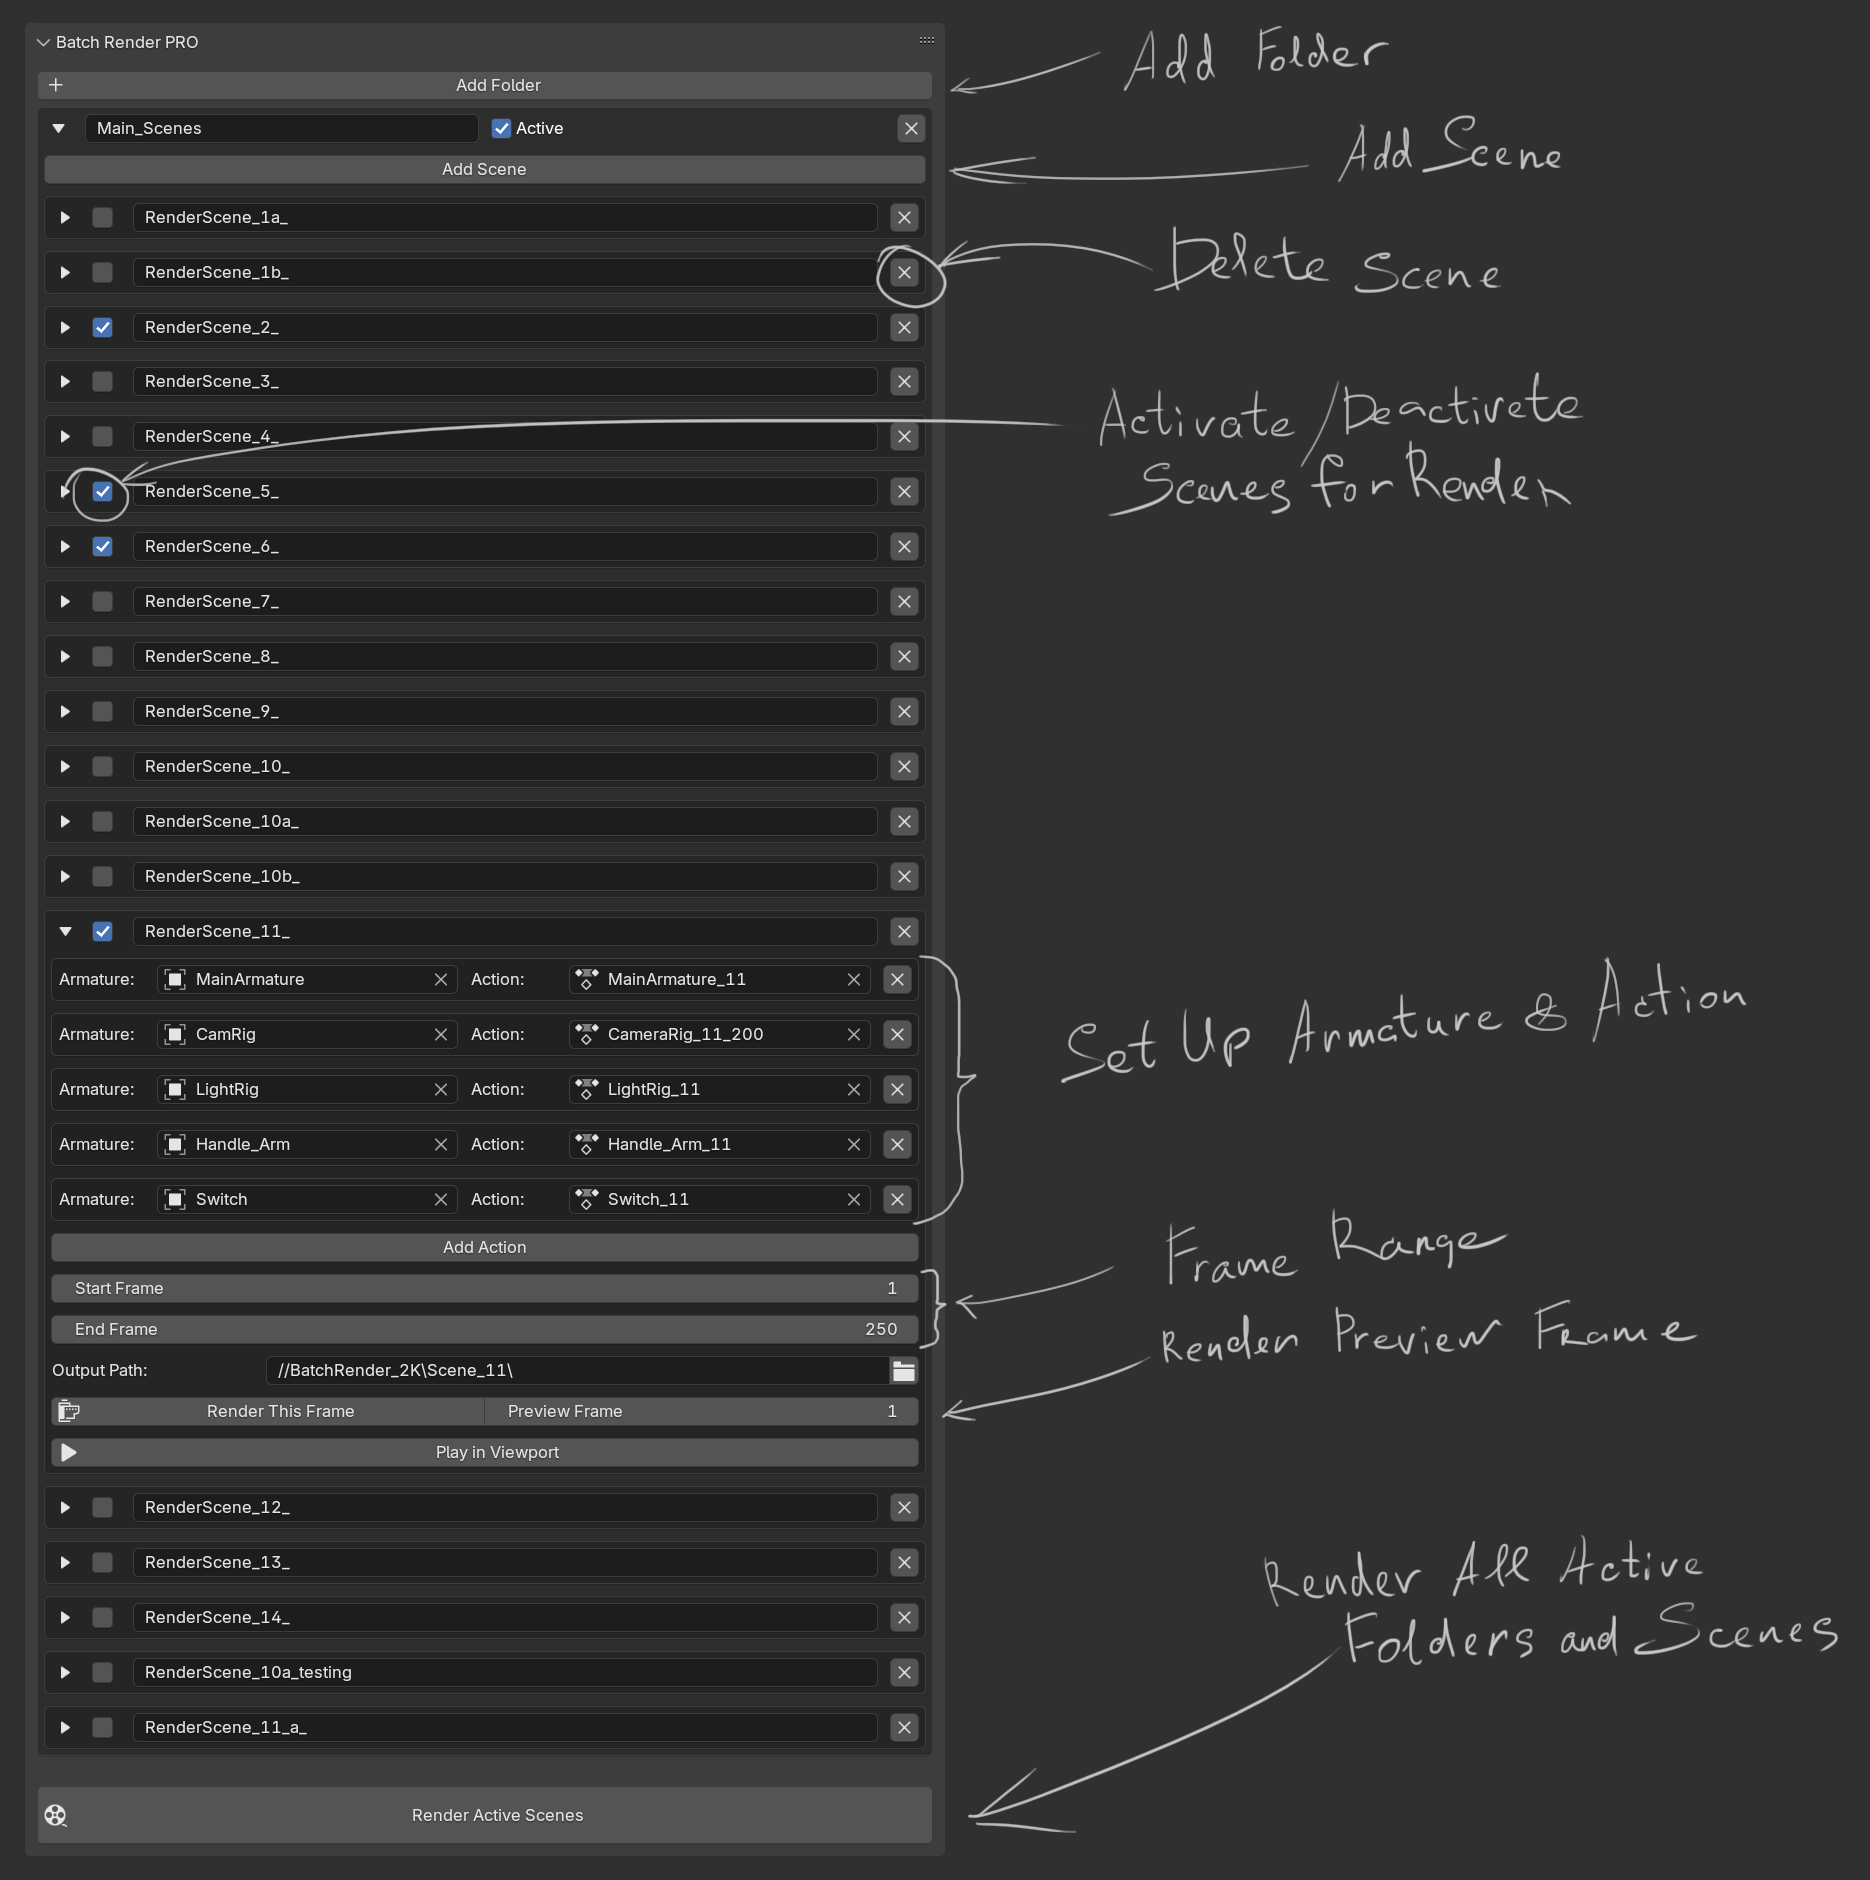 Batch Render PRO
Add Folder
Add Folder
Main_Scenes Active
Add Scene
Add Scene
RenderScene_1a_
RenderScene_1b_
Delete Scene
RenderScene_2_
RenderScene_3_
Activate/Deactivete
RenderScene_4_
Scenes for Render
RenderScene_5_
RenderScene_6_
RenderScene_7_
RenderScene_8_
RenderScene_9_
RenderScene_10_
RenderScene_10a_
RenderScene_10b_
RenderScene_11_
Armature: MainArmature Action: MainArmature_11
Armature: CamRig Action: CameraRig_11_200
Set Up Armature & Action
Armature: LightRig Action: LightRig_11
Armature: Handle_Arm Action: Handle_Arm_11
Armature: Switch Action: Switch_11
Add Action
Frame Range
Start Frame 1
End Frame 250
Render Preview Frame
Output Path: //BatchRender_2K\Scene_11\
Render This Frame Preview Frame 1
Play in Viewport
RenderScene_12_
RenderScene_13_
Render All Active
RenderScene_14_
Folders and Scenes
RenderScene_10a_testing
RenderScene_11_a_
Render Active Scenes